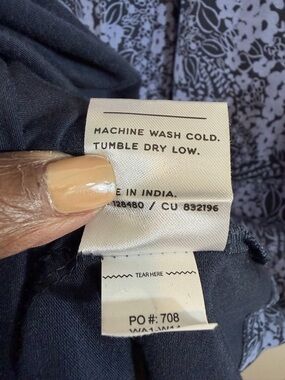 MACHINE WASH COLD.
TUMBLE DRY LOW.
E IN INDIA.
128480 / CU 832196
TEAR HERE
PO #: 708